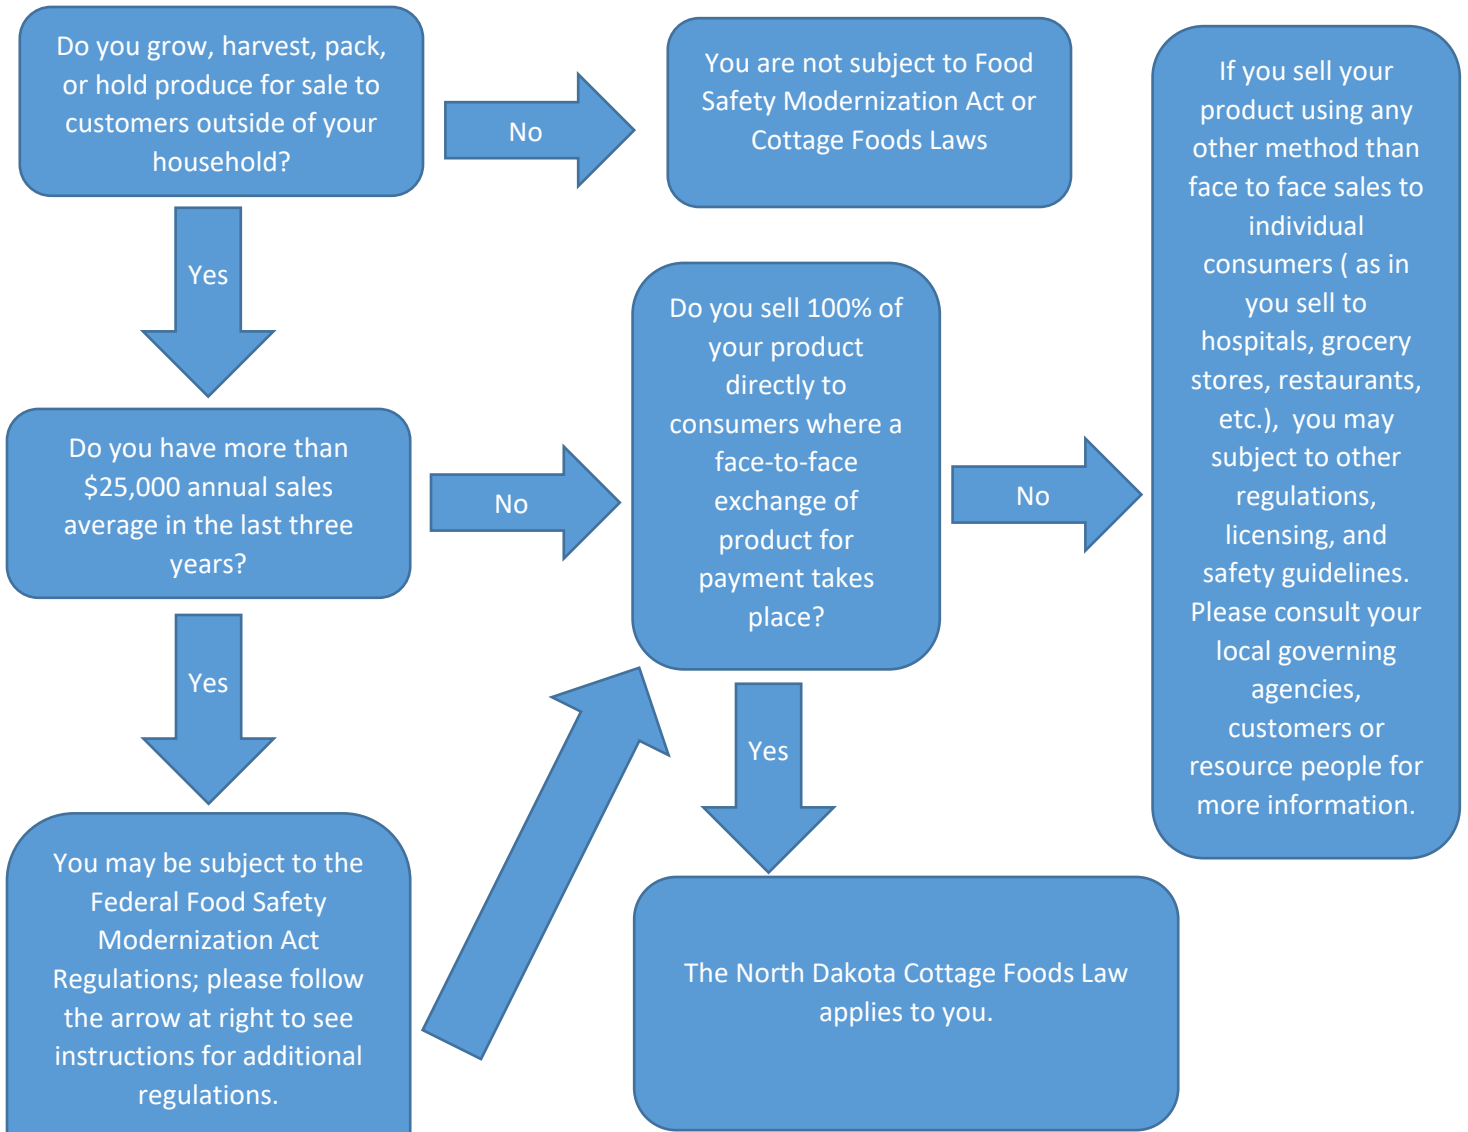 Do you grow, harvest, pack,
or hold produce for sale to
customers outside of your
household?
No
You are not subject to Food
Safety Modernization Act or
Cottage Foods Laws
Yes
Do you have more than
$25,000 annual sales
average in the last three
years?
No
Do you sell 100% of
your product
directly to
consumers where a
face-to-face
exchange of
product for
payment takes
place?
No
If you sell your
product using any
other method than
face to face sales to
individual
consumers ( as in
you sell to
hospitals, grocery
stores, restaurants,
etc.), you may
subject to other
regulations,
licensing, and
safety guidelines.
Please consult your
local governing
agencies,
customers or
resource people for
more information.
Yes
You may be subject to the
Federal Food Safety
Modernization Act
Regulations; please follow
the arrow at right to see
instructions for additional
regulations.
Yes
The North Dakota Cottage Foods Law
applies to you.